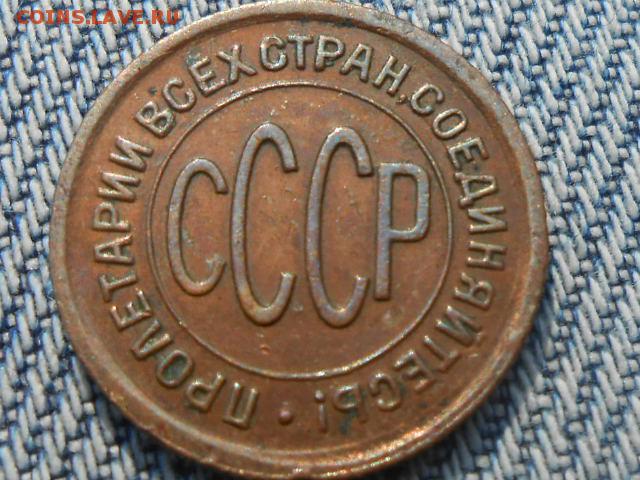 COINS.LAVE.RU
ПРОЛЕТАРИИ ВСЕХ СТРАН, СОЕДИНЯЙТЕСЬ! •
СССР